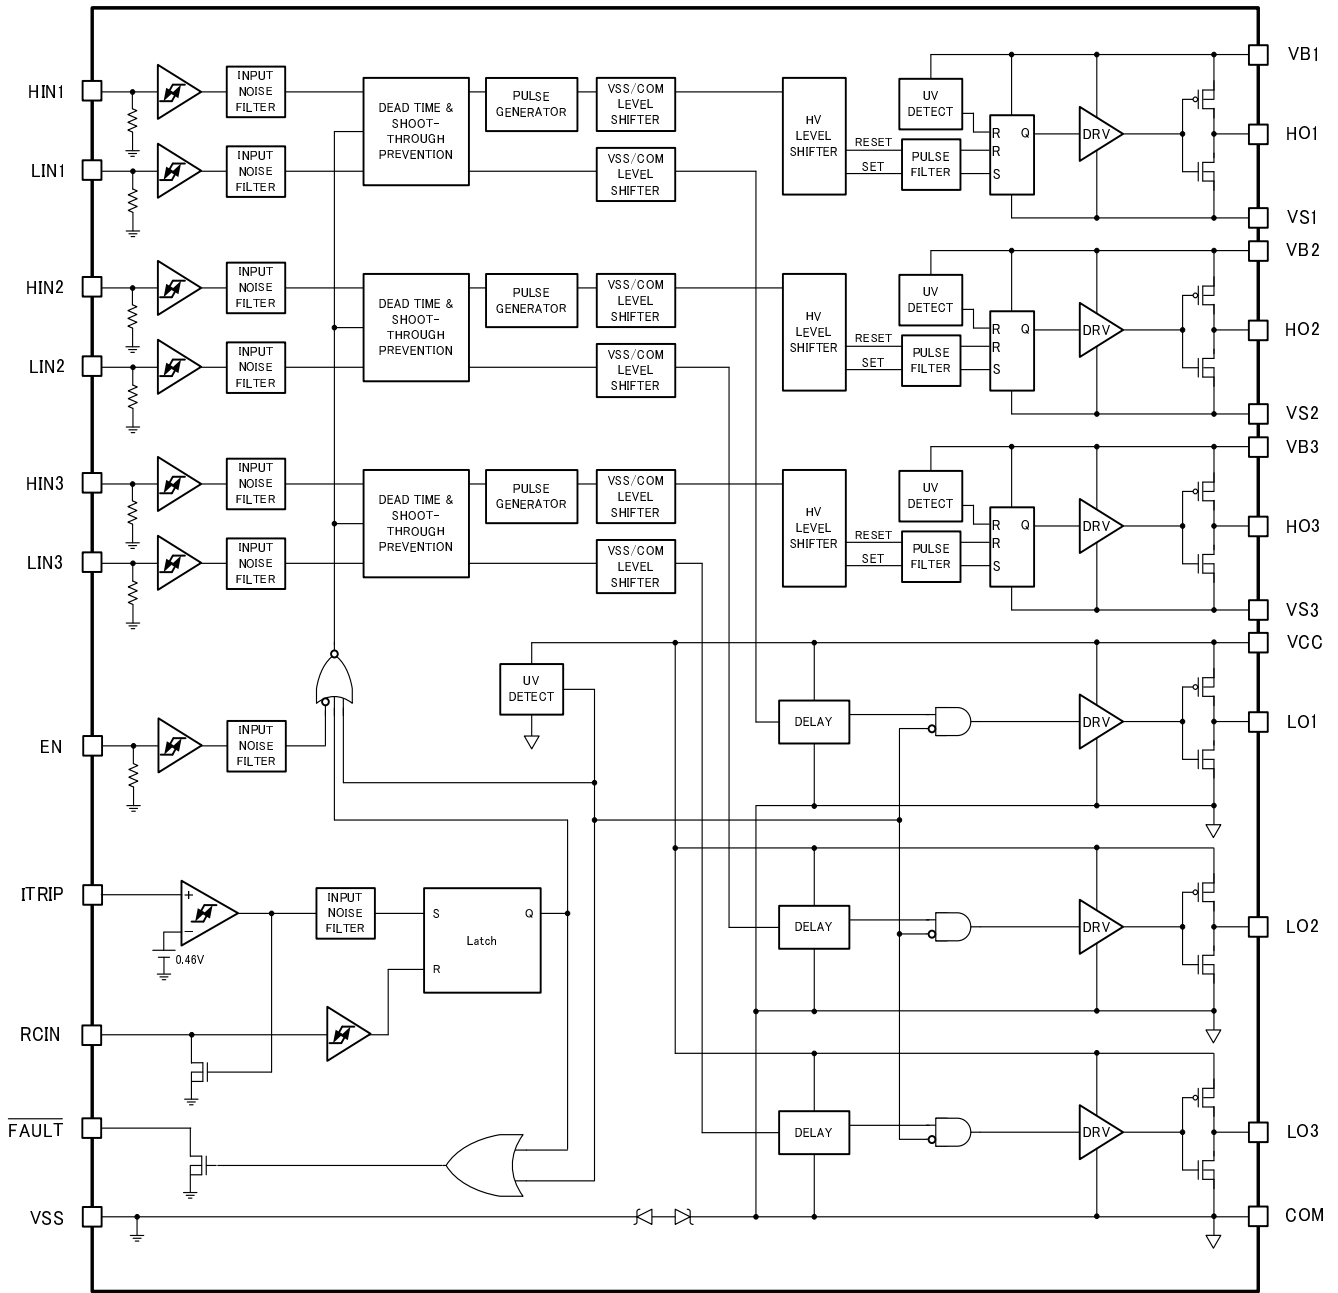 HIN1
INPUT
NOISE
FILTER
LIN1
INPUT
NOISE
FILTER
DEAD TIME &
SHOOT-
THROUGH
PREVENTION
PULSE
GENERATOR
VSS/COM
LEVEL
SHIFTER
VSS/COM
LEVEL
SHIFTER
HV
LEVEL
SHIFTER
RESET
SET
UV
DETECT
PULSE
FILTER
R
R
S
Q
DRV
VB1
HO1
VS1
HIN2
INPUT
NOISE
FILTER
LIN2
INPUT
NOISE
FILTER
DEAD TIME &
SHOOT-
THROUGH
PREVENTION
PULSE
GENERATOR
VSS/COM
LEVEL
SHIFTER
VSS/COM
LEVEL
SHIFTER
HV
LEVEL
SHIFTER
RESET
SET
UV
DETECT
PULSE
FILTER
R
R
S
Q
DRV
VB2
HO2
VS2
HIN3
INPUT
NOISE
FILTER
LIN3
INPUT
NOISE
FILTER
DEAD TIME &
SHOOT-
THROUGH
PREVENTION
PULSE
GENERATOR
VSS/COM
LEVEL
SHIFTER
VSS/COM
LEVEL
SHIFTER
HV
LEVEL
SHIFTER
RESET
SET
UV
DETECT
PULSE
FILTER
R
R
S
Q
DRV
VB3
HO3
VS3
VCC
EN
INPUT
NOISE
FILTER
UV
DETECT
DELAY
DRV
LO1
ITRIP
+
−
0.46V
INPUT
NOISE
FILTER
S
Q
Latch
R
DELAY
DRV
LO2
RCIN
FAULT
DELAY
DRV
LO3
VSS
COM